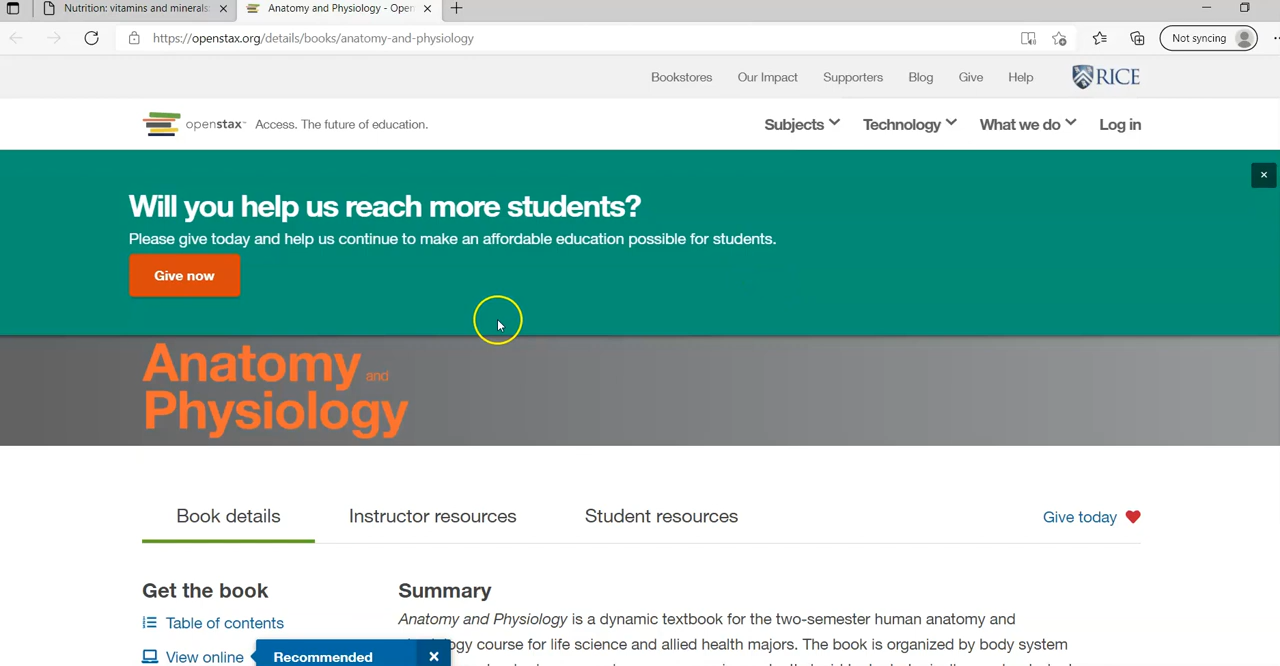 Nutrition: vitamins and minerals
Anatomy and Physiology - Open
https://openstax.org/details/books/anatomy-and-physiology
Not syncing
Bookstores Our Impact Supporters Blog Give Help RICE
openstax Access. The future of education.
Subjects Technology What we do Log in
Will you help us reach more students?
Please give today and help us continue to make an affordable education possible for students.
Give now
Anatomy and
Physiology
Book details Instructor resources Student resources Give today
Get the book
Table of contents
View online
Recommended
Summary
Anatomy and Physiology is a dynamic textbook for the two-semester human anatomy and
course for life science and allied health majors. The book is organized by body system